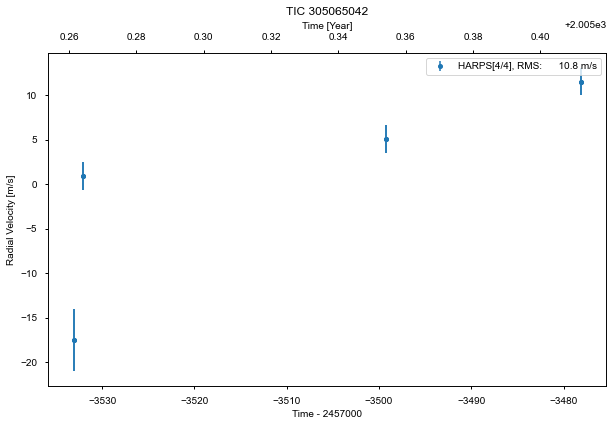 TIC 305065042
Time [Year]
0.26 0.28 0.30 0.32 0.34 0.36 0.38 0.40 +2.005e3
HARPS[4/4], RMS: 10.8 m/s
10
5
0
−5
−10
−15
−20
Radial Velocity [m/s]
−3530 −3520 −3510 −3500 −3490 −3480
Time - 2457000